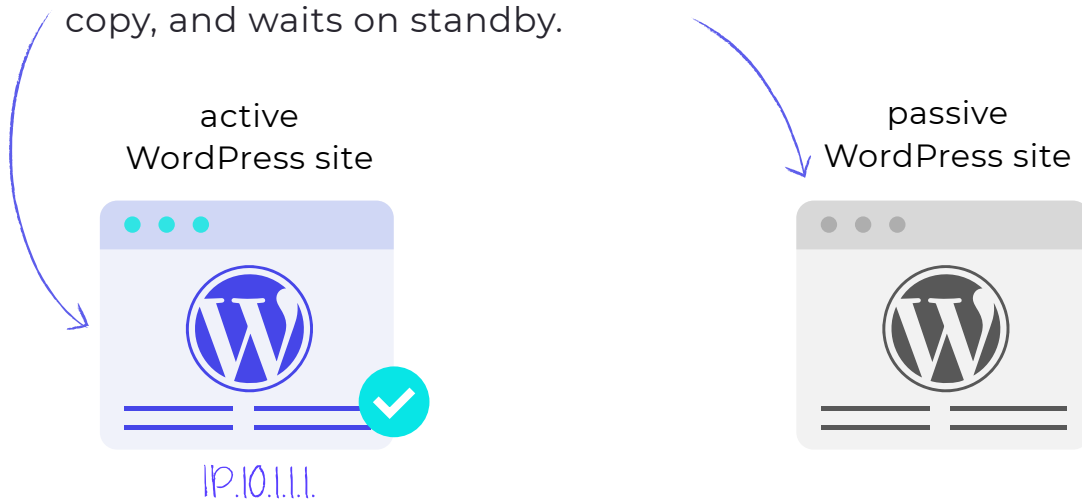 copy, and waits on standby.
active
WordPress site
passive
WordPress site
IP.10.1.1.1.